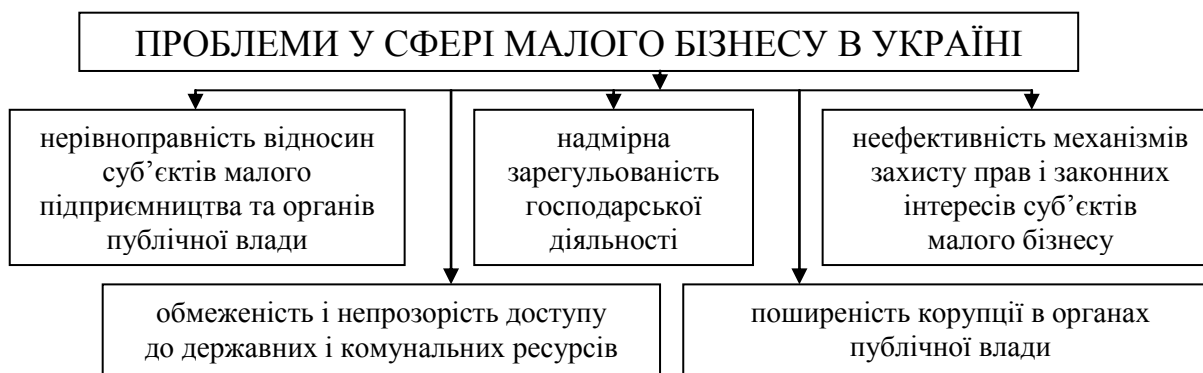 ПРОБЛЕМИ У СФЕРІ МАЛОГО БІЗНЕСУ В УКРАЇНІ
нерівноправність відносин
суб’єктів малого
підприємництва та органів
публічної влади
надмірна
зарегульованість
господарської
діяльності
неефективність механізмів
захисту прав і законних
інтересів суб’єктів
малого бізнесу
обмеженість і непрозорість доступу
до державних і комунальних ресурсів
поширеність корупції в органах
публічної влади